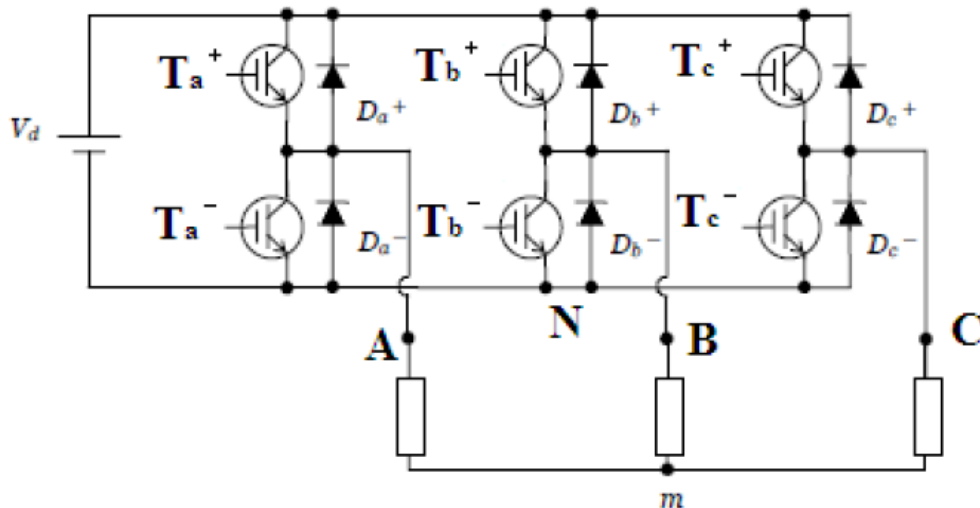 Ta+
Tb+
Tc+
Da+
Db+
Dc+
Vd
Ta-
Tb-
Tc-
Da-
Db-
Dc-
N
A
B
C
m